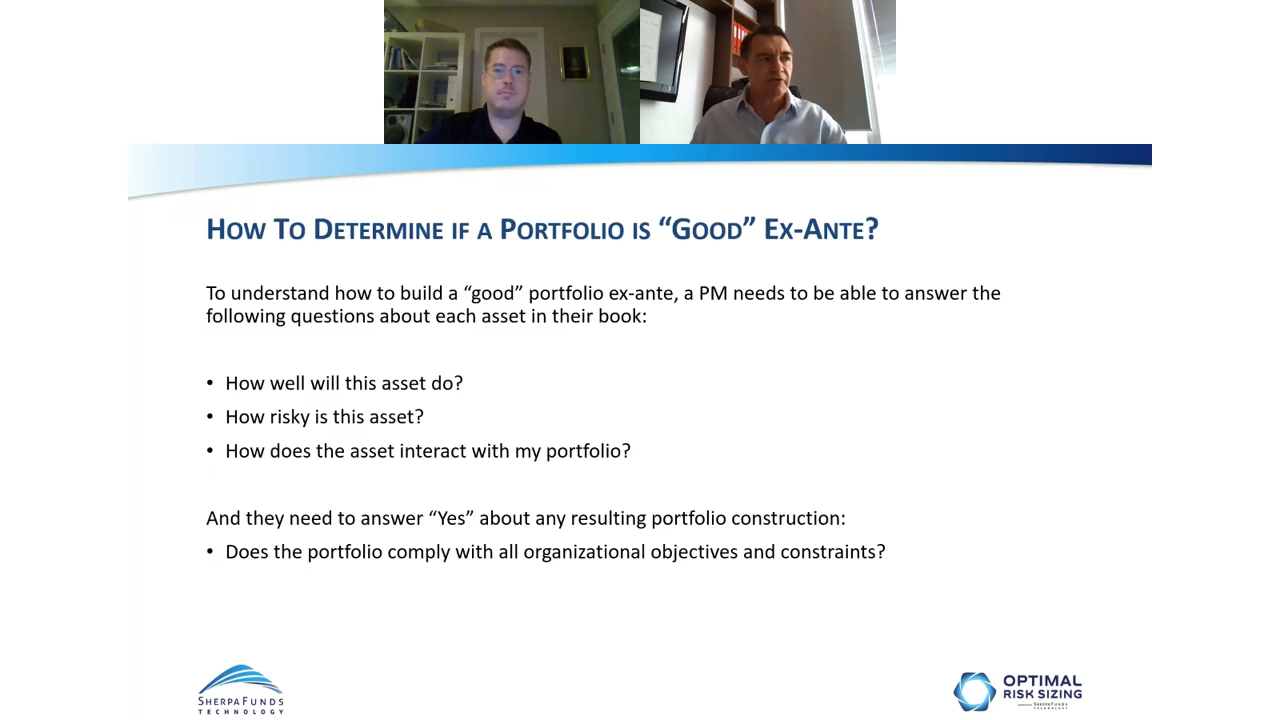 How To Determine if a Portfolio is “Good” Ex-Ante?
To understand how to build a “good” portfolio ex-ante, a PM needs to be able to answer the
following questions about each asset in their book:
• How well will this asset do?
• How risky is this asset?
• How does the asset interact with my portfolio?
And they need to answer “Yes” about any resulting portfolio construction:
• Does the portfolio comply with all organizational objectives and constraints?
SherpaFunds
Technology
OPTIMAL
RISK SIZING
SherpaFunds